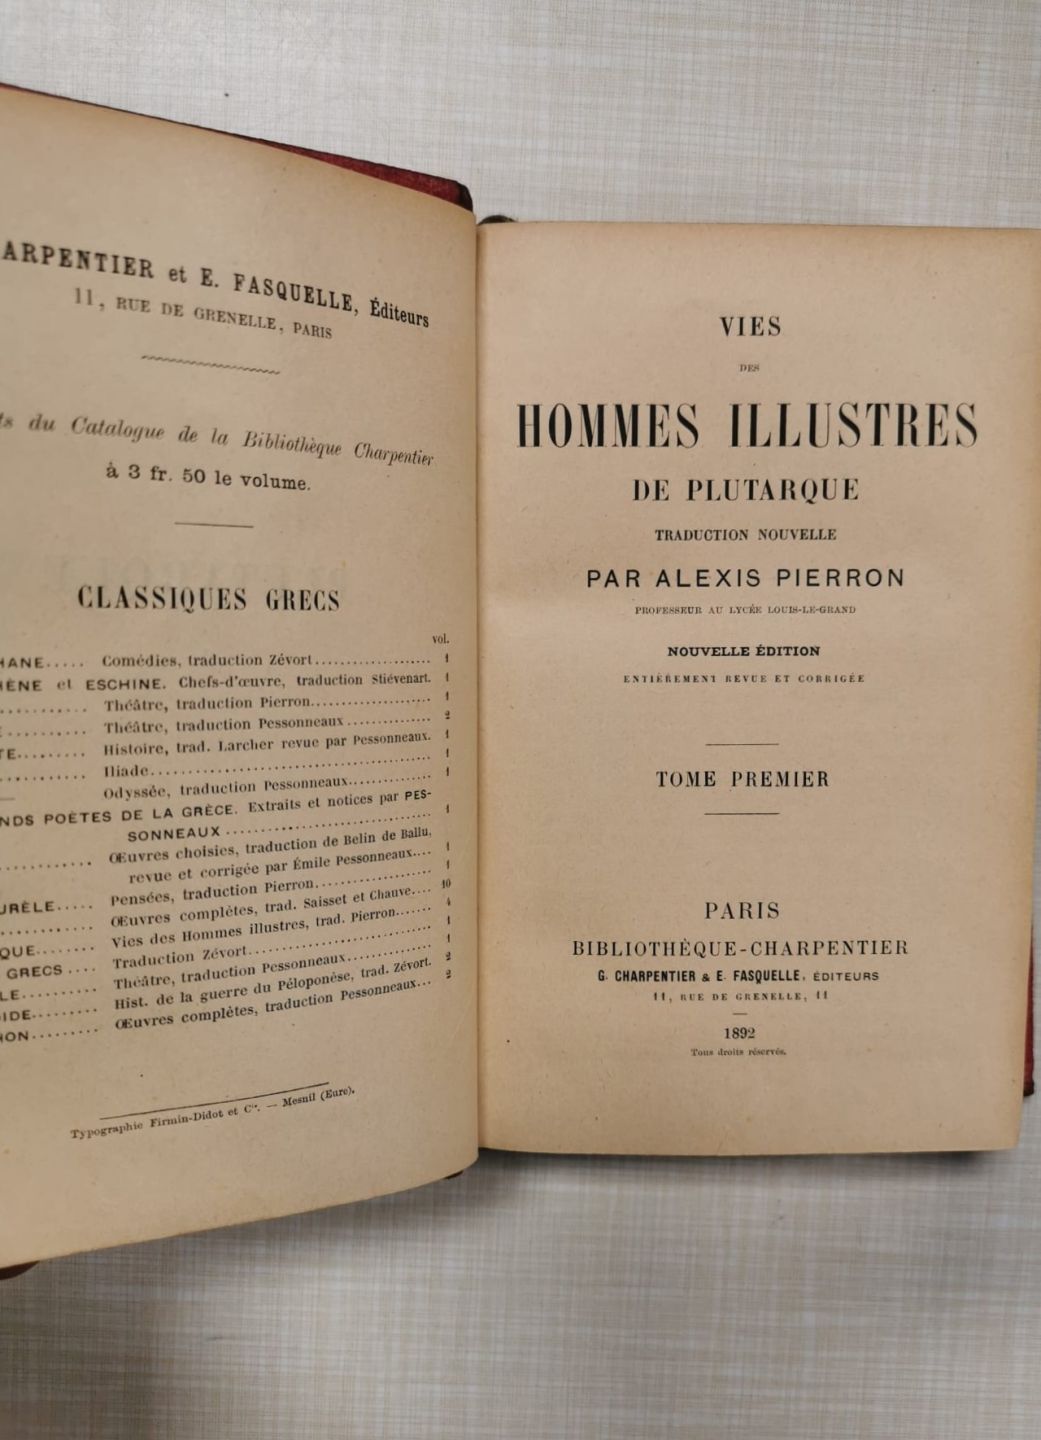 ARPENTIER et E. FASQUELLE, Éditeurs
11, RUE DE GRENELLE, PARIS
du Catalogue de la Bibliothèque Charpentier
à 3 fr. 50 le volume.
CLASSIQUES GRECS
vol.
HANE..... Comédies, traduction Zévort.................... 1
HÈNE et ESCHINE. Chefs-d'œuvre, traduction Stiévenart. 1
............ Théâtre, traduction Pierron..................... 1
........... Théâtre, traduction Pessonneaux .............. 2
TE......... Histoire, trad. Larcher revue par Pessonneaux. 1
............ Iliade.......................................... 1
— Odyssée, traduction Pessonneaux.............. 1
NDS POÈTES DE LA GRÈCE. Extraits et notices par PES-
SONNEAUX .................................. 1
............ Œuvres choisies, traduction de Belin de Ballu,
revue et corrigée par Émile Pessonneaux.... 1
URÈLE..... Pensées, traduction Pierron.................... 1
............ Œuvres complètes, trad. Saisset et Chauve.... 10
QUE........ Vies des Hommes illustres, trad. Pierron....... 4
GRECS .... Traduction Zévort.............................. 1
LE.......... Théâtre, traduction Pessonneaux............... 1
IDE......... Hist. de la guerre du Péloponèse, trad. Zévort. 2
HON......... Œuvres complètes, traduction Pessonneaux... 2
Typographie Firmin-Didot et Cie. — Mesnil (Eure).
VIES
DES
HOMMES ILLUSTRES
DE PLUTARQUE
TRADUCTION NOUVELLE
PAR ALEXIS PIERRON
PROFESSEUR AU LYCÉE LOUIS-LE-GRAND
NOUVELLE ÉDITION
ENTIÈREMENT REVUE ET CORRIGÉE
TOME PREMIER
PARIS
BIBLIOTHÈQUE-CHARPENTIER
G. CHARPENTIER & E. FASQUELLE, ÉDITEURS
11, RUE DE GRENELLE, 11
1892
Tous droits réservés.